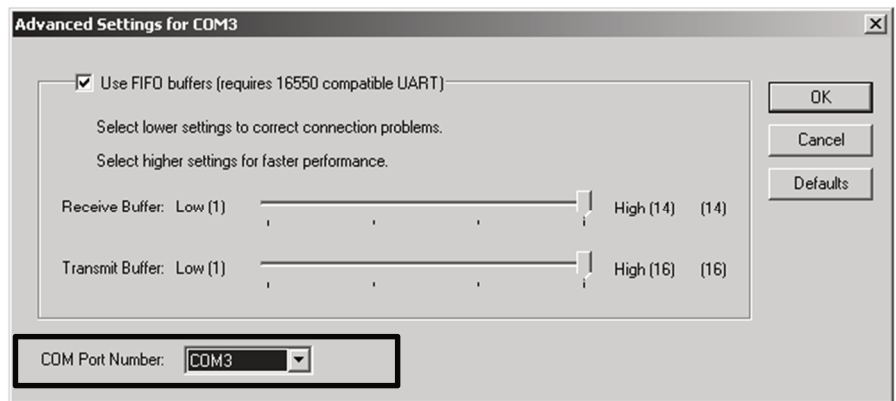 Advanced Settings for COM3
Use FIFO buffers (requires 16550 compatible UART)
OK
Select lower settings to correct connection problems.
Cancel
Select higher settings for faster performance.
Defaults
Receive Buffer: Low (1) High (14) (14)
Transmit Buffer: Low (1) High (16) (16)
COM Port Number: COM3